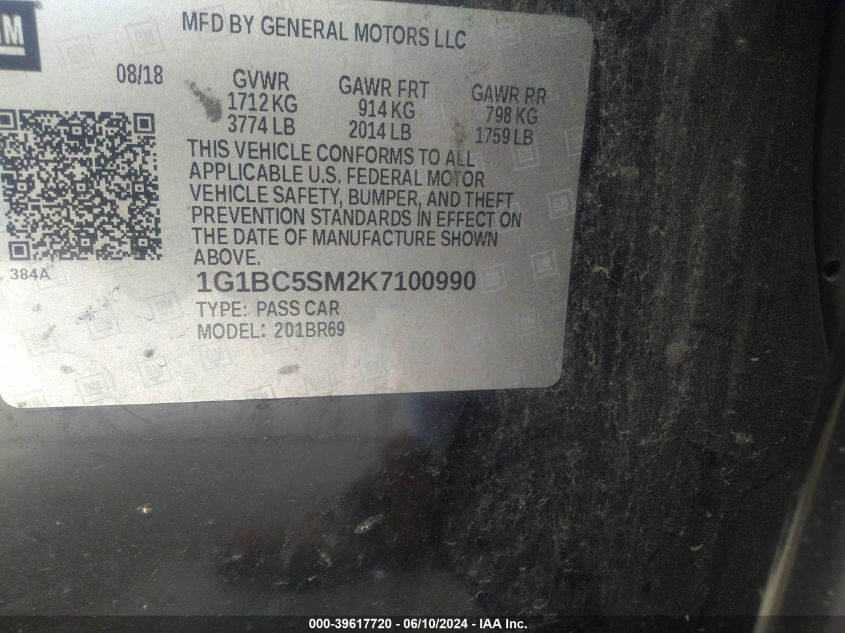 GM
MFD BY GENERAL MOTORS LLC
08/18
GVWR GAWR FRT GAWR RR
1712 KG 914 KG 798 KG
3774 LB 2014 LB 1759 LB
THIS VEHICLE CONFORMS TO ALL
APPLICABLE U.S. FEDERAL MOTOR
VEHICLE SAFETY, BUMPER, AND THEFT
PREVENTION STANDARDS IN EFFECT ON
THE DATE OF MANUFACTURE SHOWN
ABOVE.
384A
1G1BC5SM2K7100990
TYPE: PASS CAR
MODEL: 201BR69
000-39617720 - 06/10/2024 - IAA Inc.